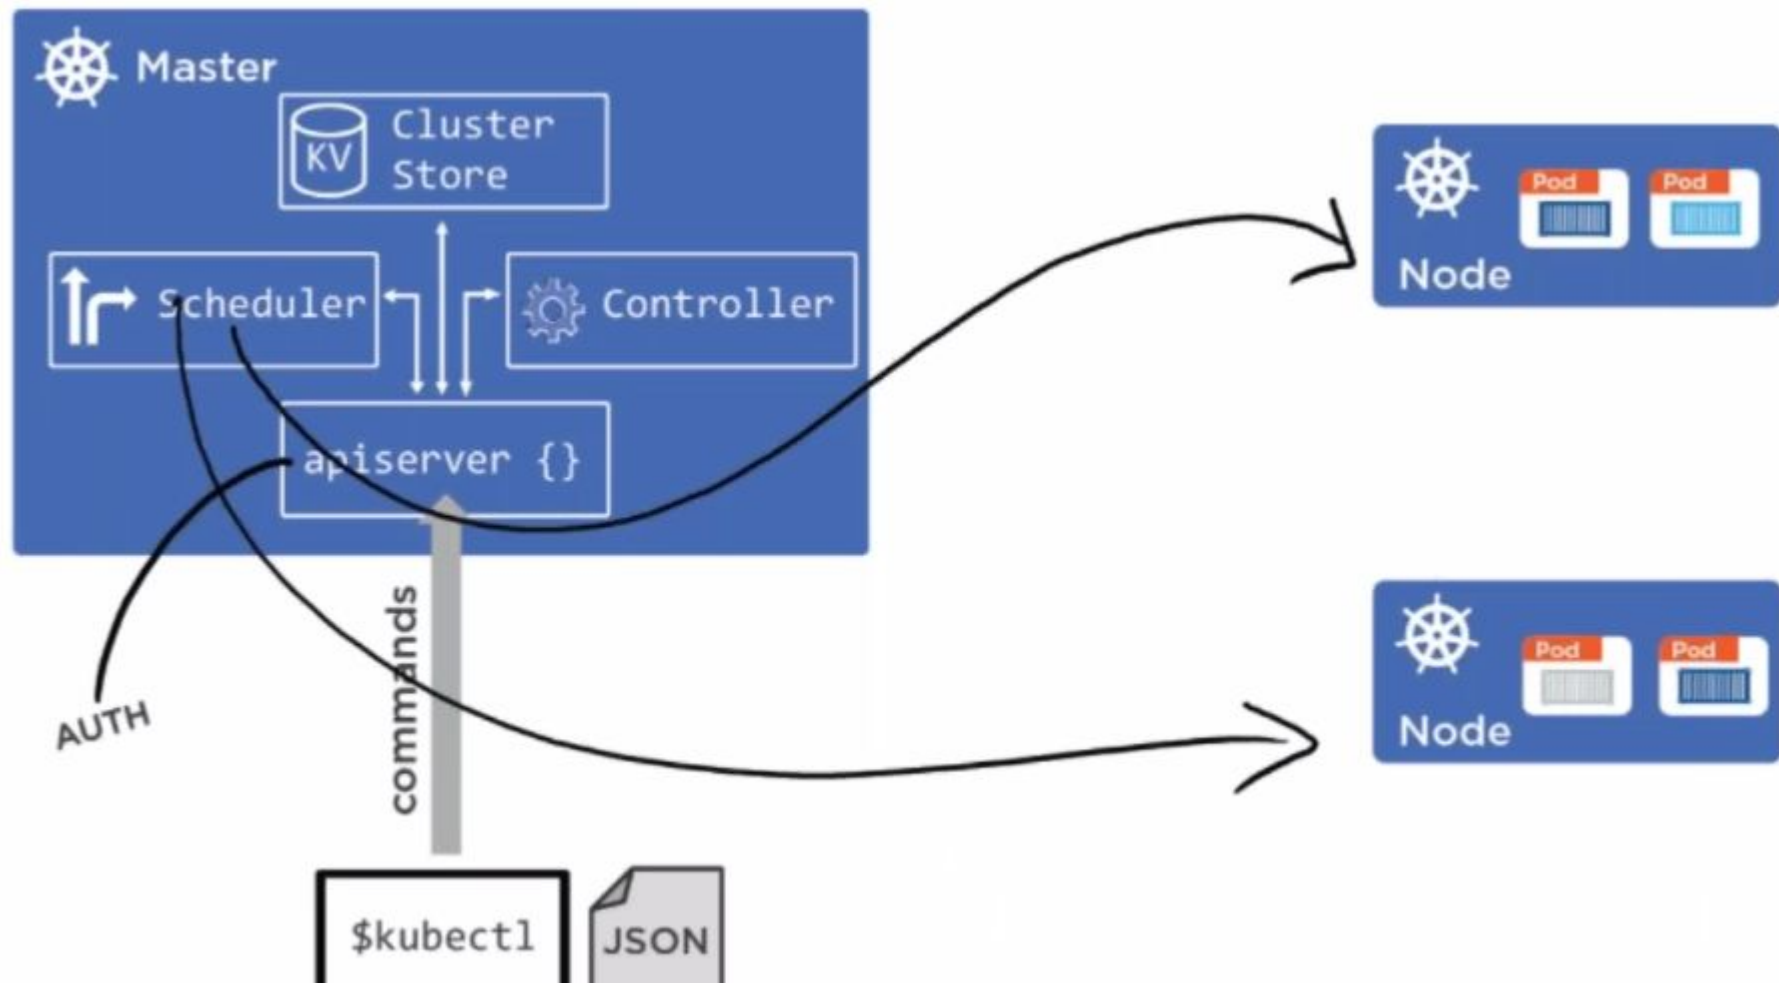 Master
KV
Cluster
Store
Scheduler
Controller
apiserver {}
AUTH
commands
$kubectl
JSON
Pod
Pod
Node
Pod
Pod
Node